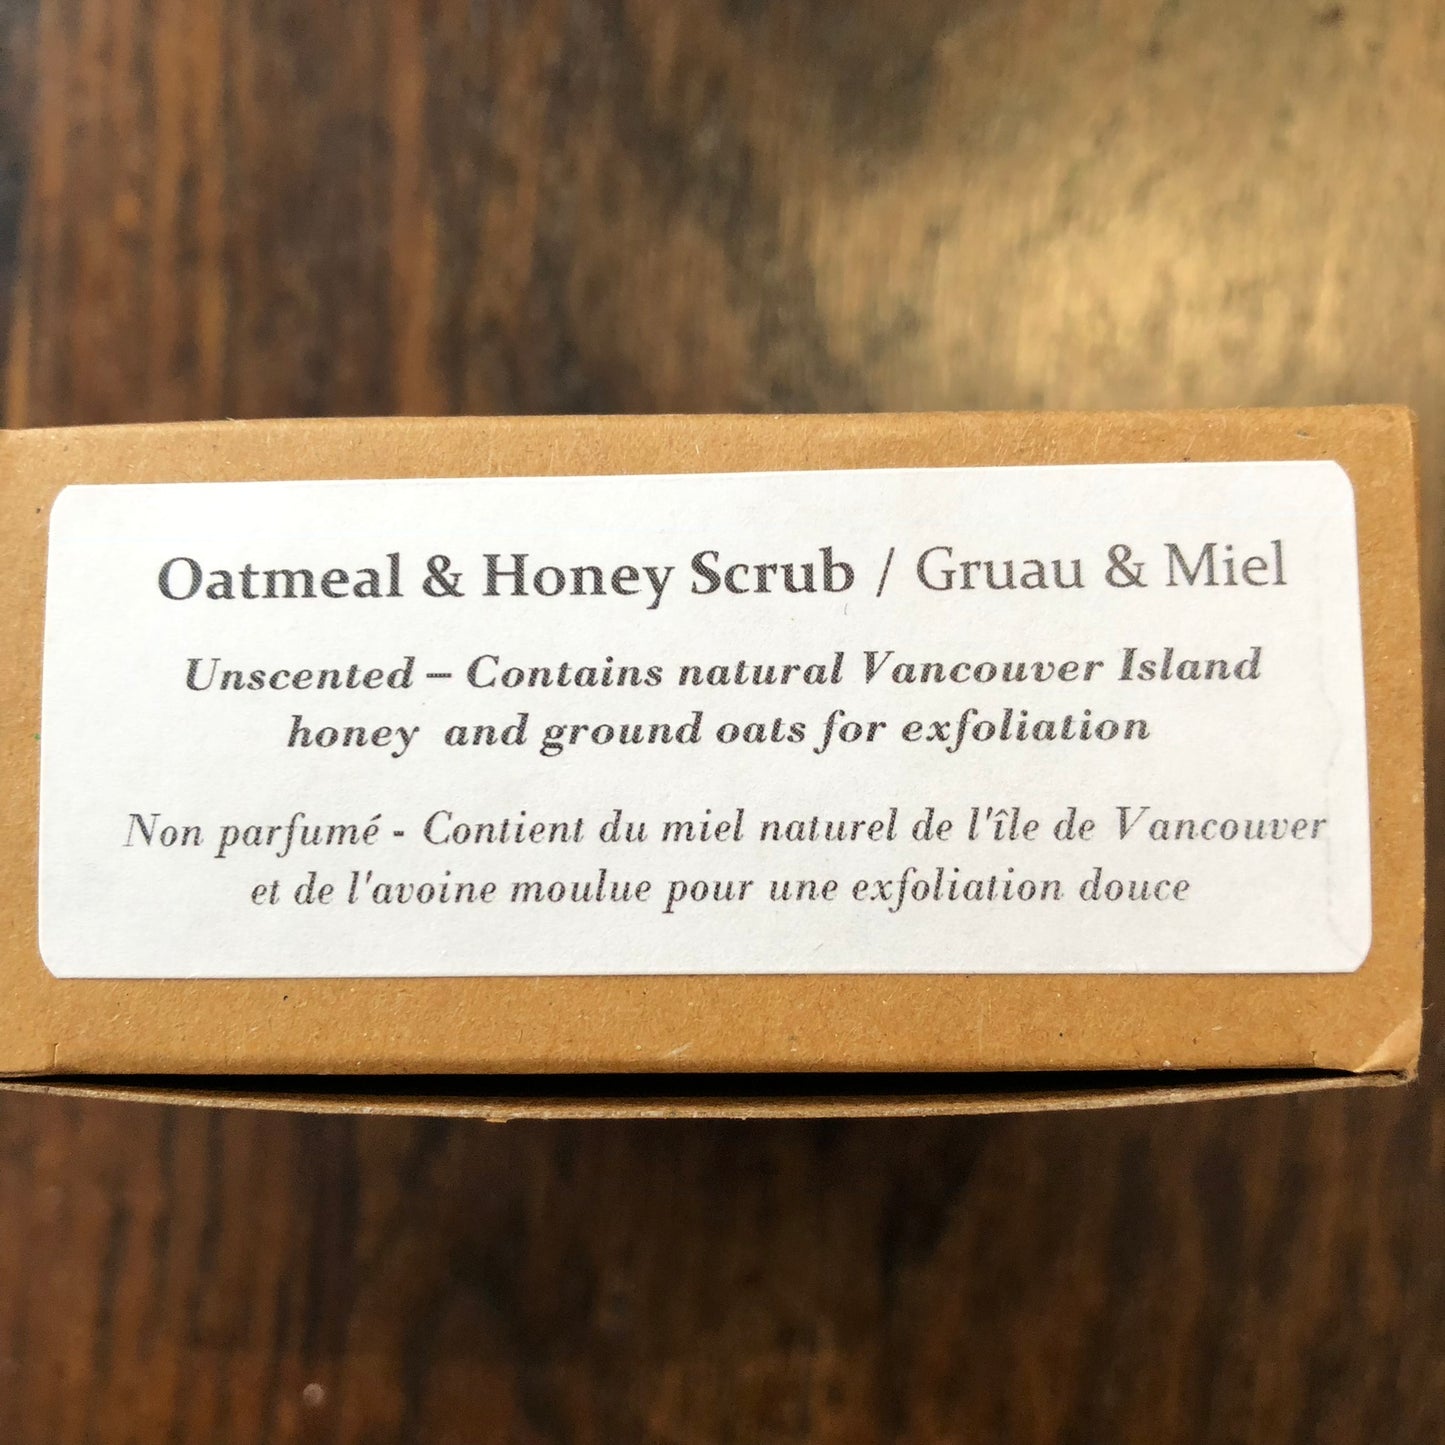 Oatmeal & Honey Scrub / Gruau & Miel
Unscented – Contains natural Vancouver Island
honey and ground oats for exfoliation
Non parfumé - Contient du miel naturel de l'île de Vancouver
et de l'avoine moulue pour une exfoliation douce